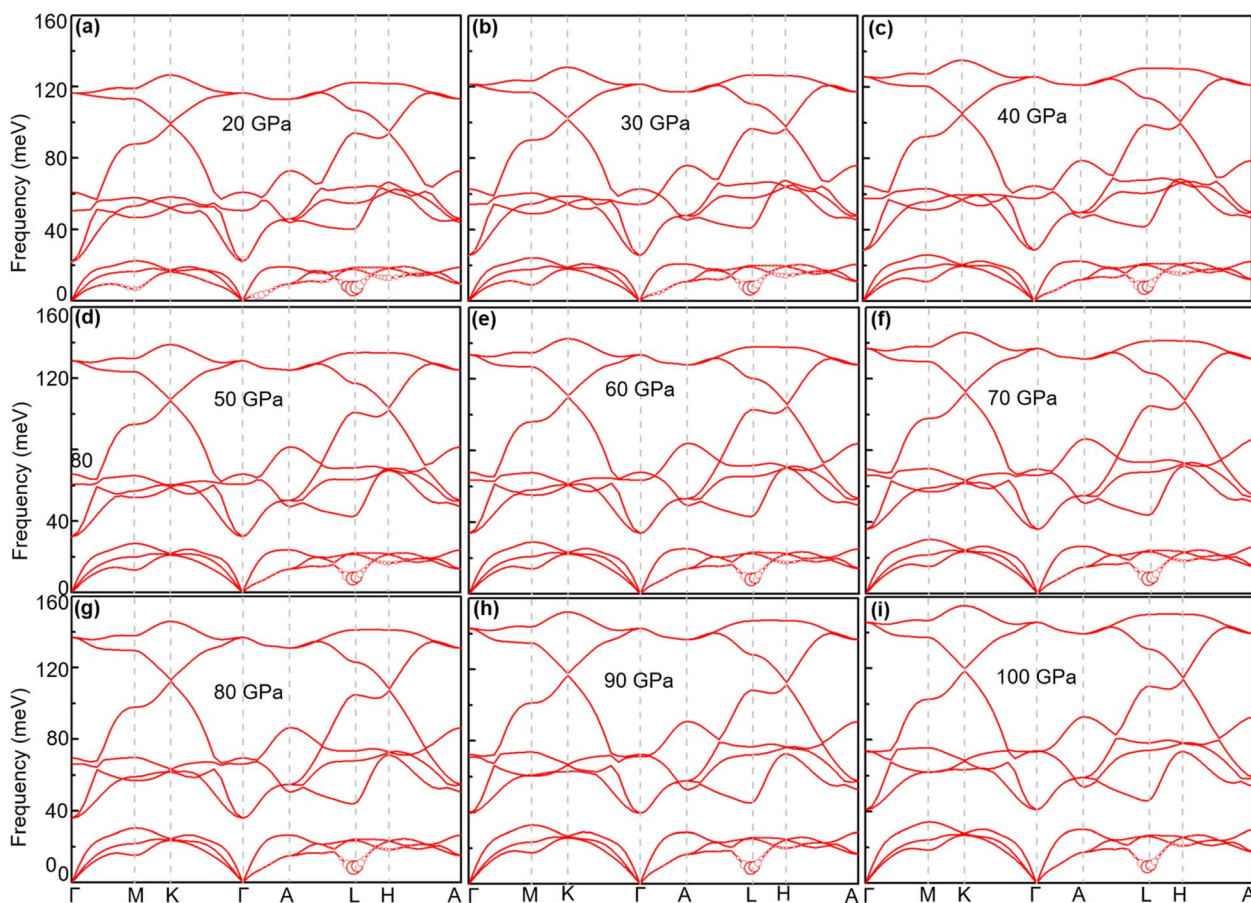 (a)
20 GPa
(b)
30 GPa
(c)
40 GPa
160
120
80
40
0
Frequency (meV)
(d)
50 GPa
80
(e)
60 GPa
(f)
70 GPa
160
120
40
0
Frequency (meV)
(g)
80 GPa
(h)
90 GPa
(i)
100 GPa
160
120
80
40
0
Frequency (meV)
Γ M K Γ A L H A
Γ M K Γ A L H A
Γ M K Γ A L H A